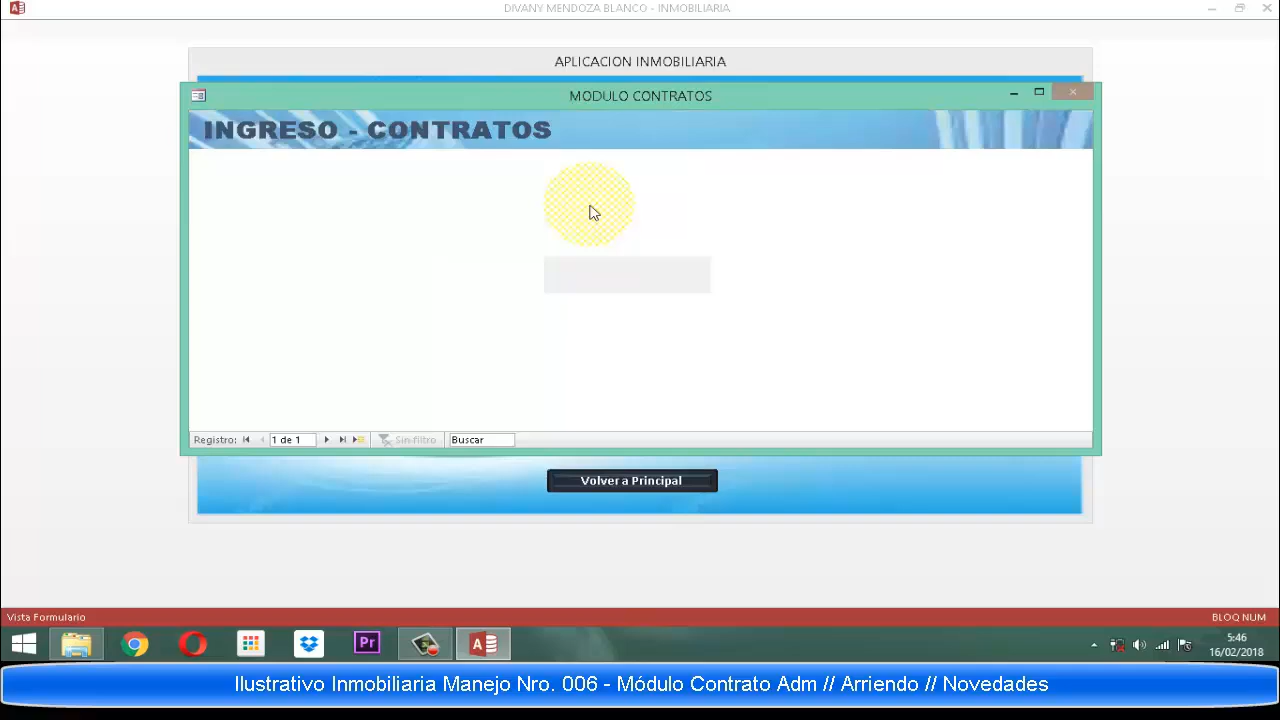 DIVANY MENDOZA BLANCO - INMOBILIARIA
APLICACION INMOBILIARIA
MODULO CONTRATOS
INGRESO - CONTRATOS
Registro: 1 de 1 Sin filtro Buscar
Volver a Principal
Vista Formulario BLOQ NUM
Pr
5:46
16/02/2018
Ilustrativo Inmobiliaria Manejo Nro. 006 - Módulo Contrato Adm // Arriendo // Novedades